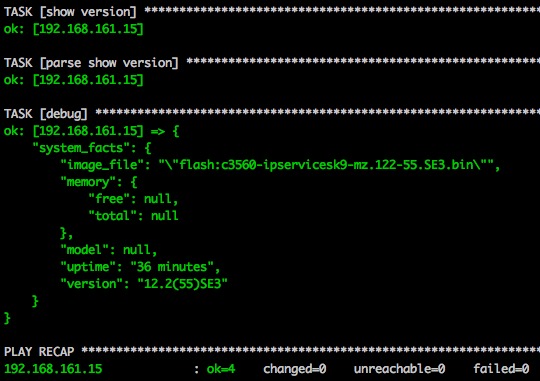 TASK [show version] ************************************************
ok: [192.168.161.15]
TASK [parse show version] *******************************************
ok: [192.168.161.15]
TASK [debug] *******************************************************
ok: [192.168.161.15] => {
    "system_facts": {
        "image_file": "\"flash:c3560-ipservicesk9-mz.122-55.SE3.bin\"",
        "memory": {
            "free": null,
            "total": null
        },
        "model": null,
        "uptime": "36 minutes",
        "version": "12.2(55)SE3"
    }
}
PLAY RECAP *********************************************************
192.168.161.15             : ok=4    changed=0    unreachable=0    failed=0